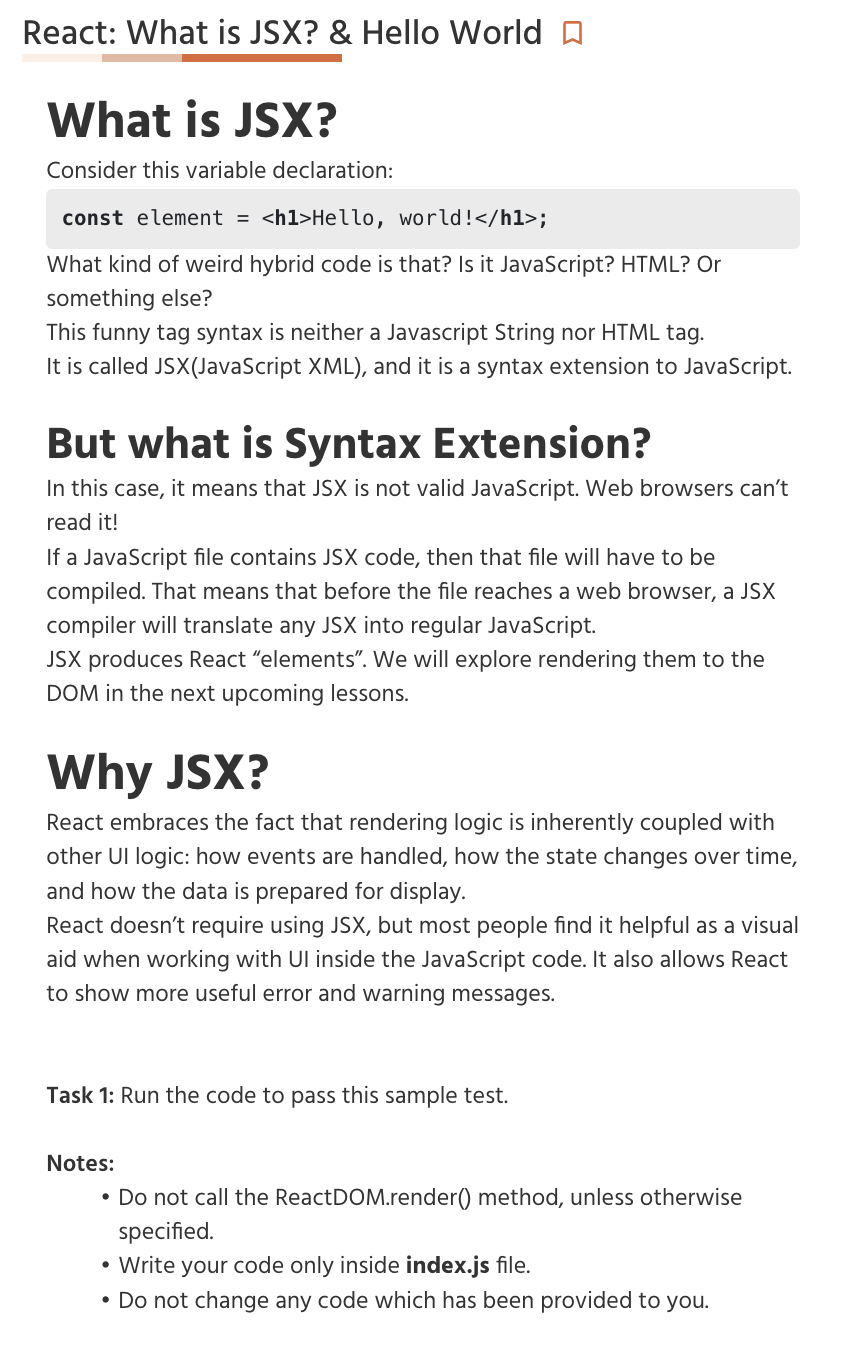 React: What is JSX? & Hello World
What is JSX?
Consider this variable declaration:
const element = <h1>Hello, world!</h1>;
What kind of weird hybrid code is that? Is it JavaScript? HTML? Or
something else?
This funny tag syntax is neither a Javascript String nor HTML tag.
It is called JSX(JavaScript XML), and it is a syntax extension to JavaScript.
But what is Syntax Extension?
In this case, it means that JSX is not valid JavaScript. Web browsers can’t
read it!
If a JavaScript file contains JSX code, then that file will have to be
compiled. That means that before the file reaches a web browser, a JSX
compiler will translate any JSX into regular JavaScript.
JSX produces React “elements”. We will explore rendering them to the
DOM in the next upcoming lessons.
Why JSX?
React embraces the fact that rendering logic is inherently coupled with
other UI logic: how events are handled, how the state changes over time,
and how the data is prepared for display.
React doesn’t require using JSX, but most people find it helpful as a visual
aid when working with UI inside the JavaScript code. It also allows React
to show more useful error and warning messages.
Task 1: Run the code to pass this sample test.
Notes:
• Do not call the ReactDOM.render() method, unless otherwise
specified.
• Write your code only inside index.js file.
• Do not change any code which has been provided to you.